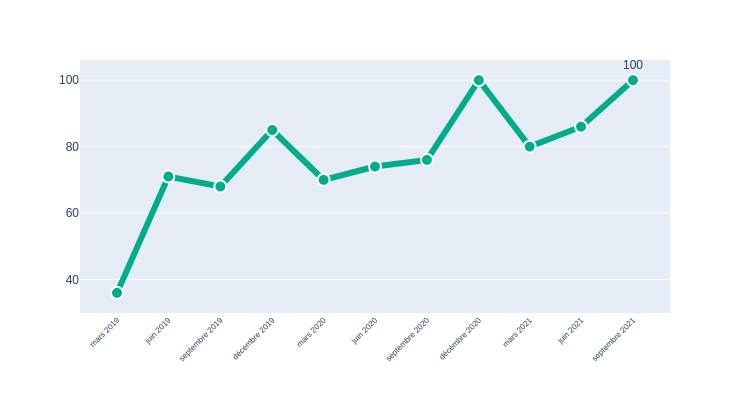 100
100
80
60
40
mars 2019
juin 2019
septembre 2019
décembre 2019
mars 2020
juin 2020
septembre 2020
décembre 2020
mars 2021
juin 2021
septembre 2021